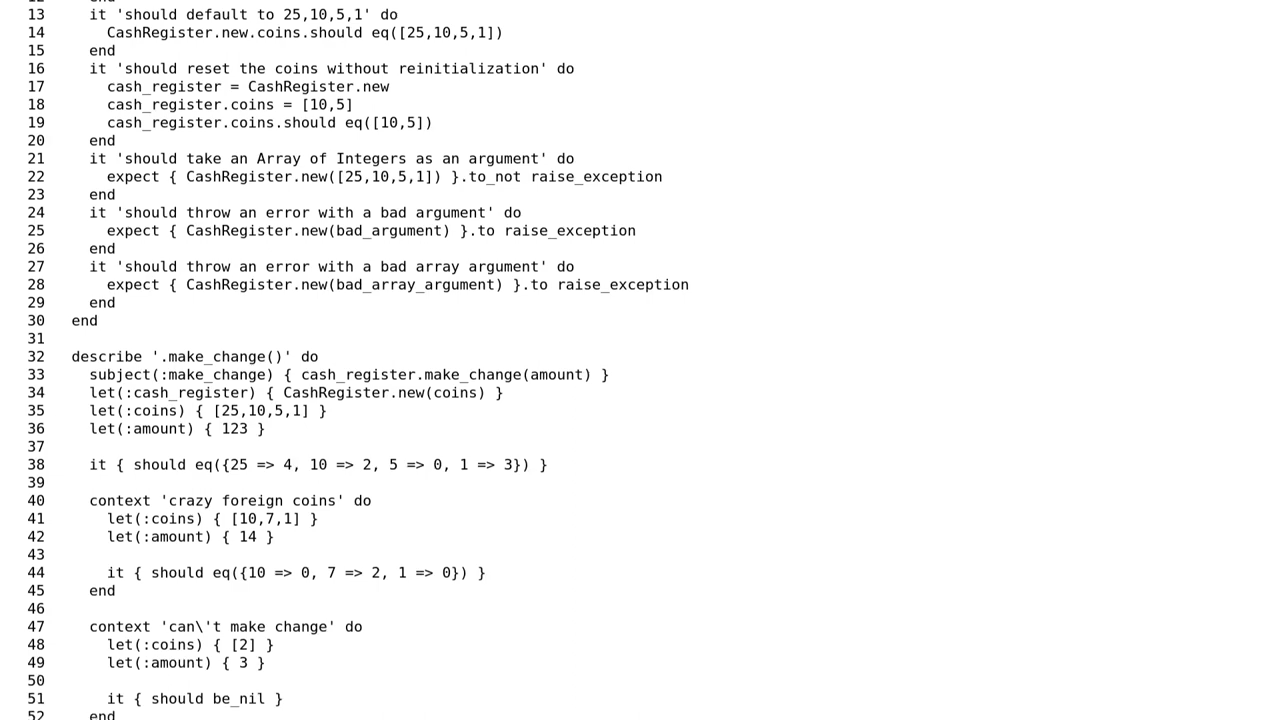 13     it 'should default to 25,10,5,1' do
14       CashRegister.new.coins.should eq([25,10,5,1])
15     end
16     it 'should reset the coins without reinitialization' do
17       cash_register = CashRegister.new
18       cash_register.coins = [10,5]
19       cash_register.coins.should eq([10,5])
20     end
21     it 'should take an Array of Integers as an argument' do
22       expect { CashRegister.new([25,10,5,1]) }.to_not raise_exception
23     end
24     it 'should throw an error with a bad argument' do
25       expect { CashRegister.new(bad_argument) }.to raise_exception
26     end
27     it 'should throw an error with a bad array argument' do
28       expect { CashRegister.new(bad_array_argument) }.to raise_exception
29     end
30   end
31
32   describe '.make_change()' do
33     subject(:make_change) { cash_register.make_change(amount) }
34     let(:cash_register) { CashRegister.new(coins) }
35     let(:coins) { [25,10,5,1] }
36     let(:amount) { 123 }
37
38     it { should eq({25 => 4, 10 => 2, 5 => 0, 1 => 3}) }
39
40     context 'crazy foreign coins' do
41       let(:coins) { [10,7,1] }
42       let(:amount) { 14 }
43
44       it { should eq({10 => 0, 7 => 2, 1 => 0}) }
45     end
46
47     context 'can\'t make change' do
48       let(:coins) { [2] }
49       let(:amount) { 3 }
50
51       it { should be_nil }
52     end